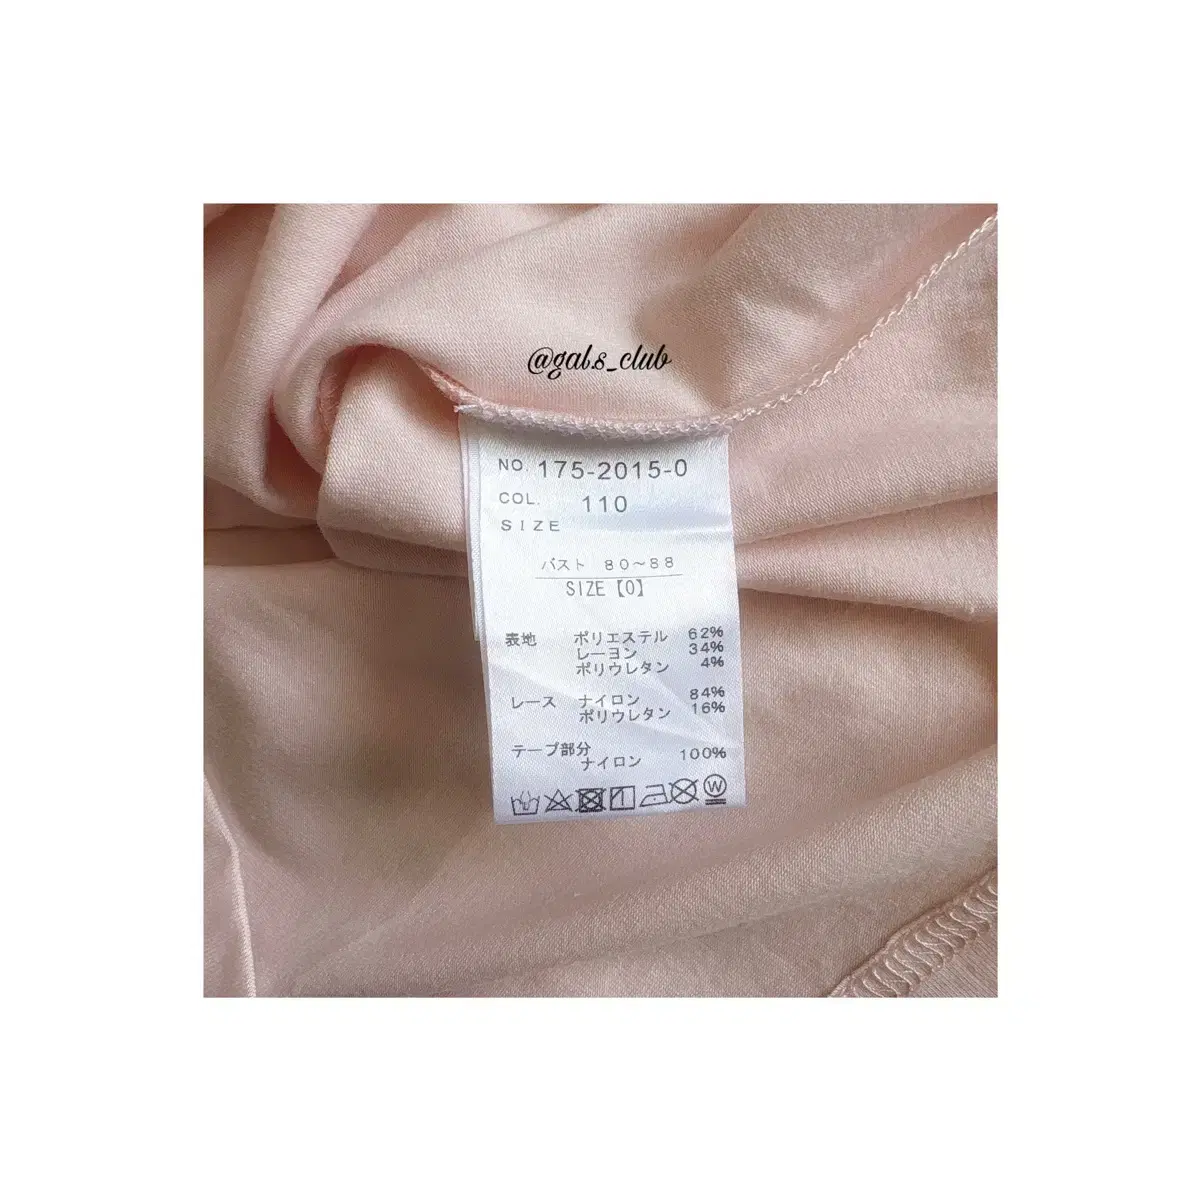 @gals_club
NO. 175-2015-0
COL. 110
SIZE
バスト 80～88
SIZE【0】
表地 ポリエステル 62%
レーヨン 34%
ポリウレタン 4%
レース ナイロン 84%
ポリウレタン 16%
テープ部分
ナイロン 100%
W